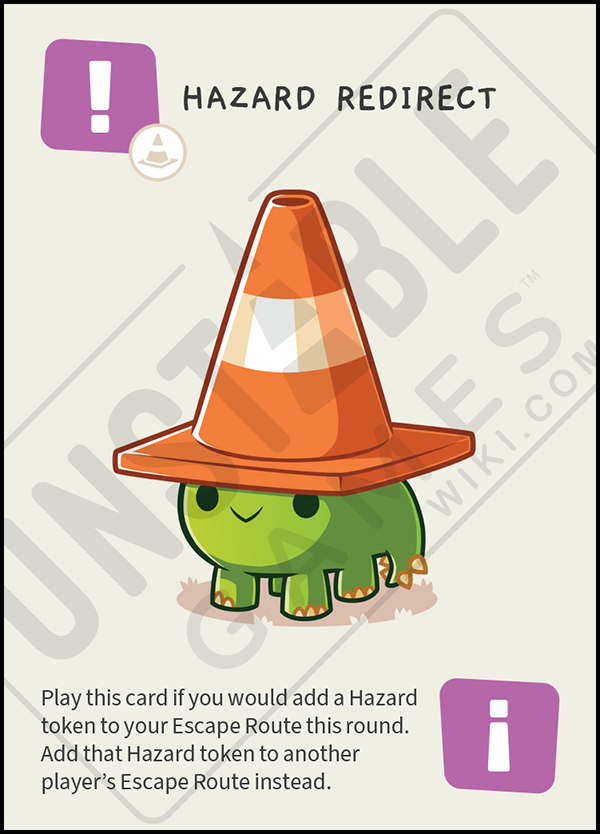 !
HAZARD REDIRECT
UNSTABLE
GAMES™
WIKI.COM
Play this card if you would add a Hazard
token to your Escape Route this round.
Add that Hazard token to another
player’s Escape Route instead.
¡